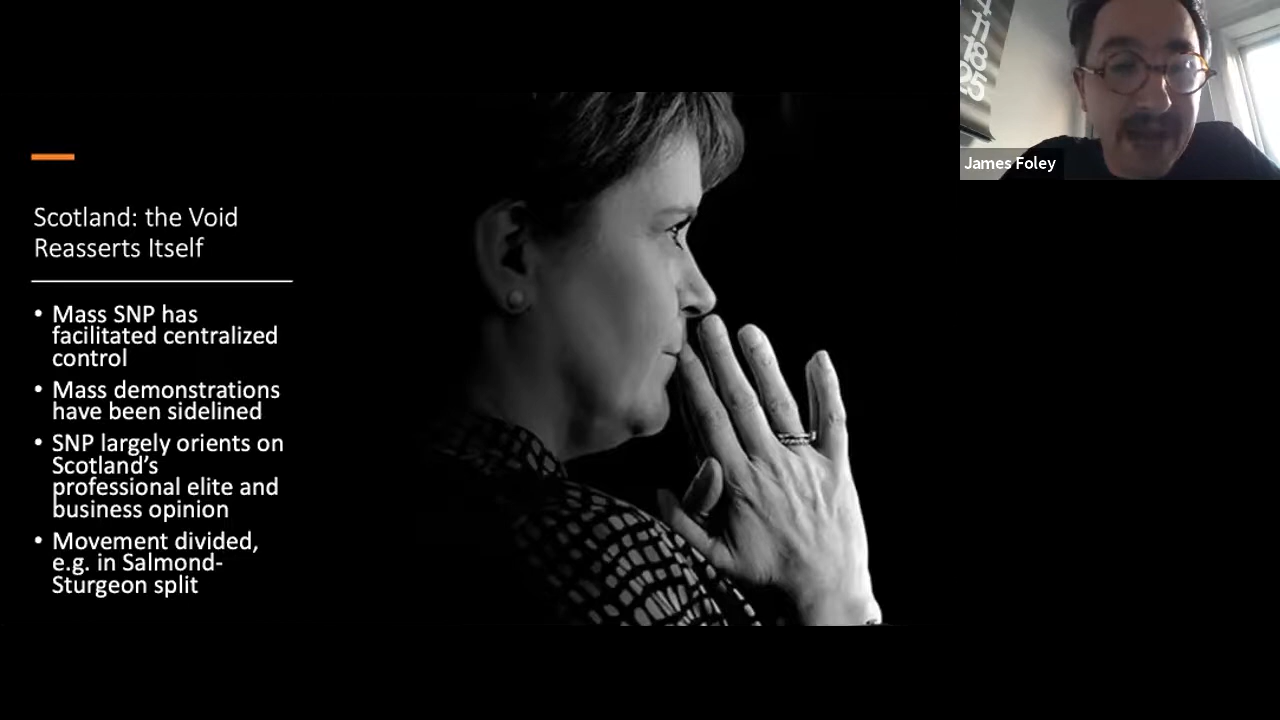 Scotland: the Void
Reasserts Itself
• Mass SNP has
facilitated centralized
control
• Mass demonstrations
have been sidelined
• SNP largely orients on
Scotland’s
professional elite and
business opinion
• Movement divided,
e.g. in Salmond-
Sturgeon split
James Foley